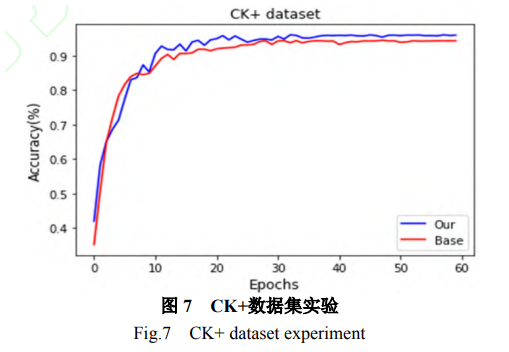 CK+ dataset
Accuracy(%)
0.9
0.8
0.7
0.6
0.5
0.4
0 10 20 30 40 50 60
Epochs
Our
Base
图 7 CK+数据集实验
Fig.7 CK+ dataset experiment